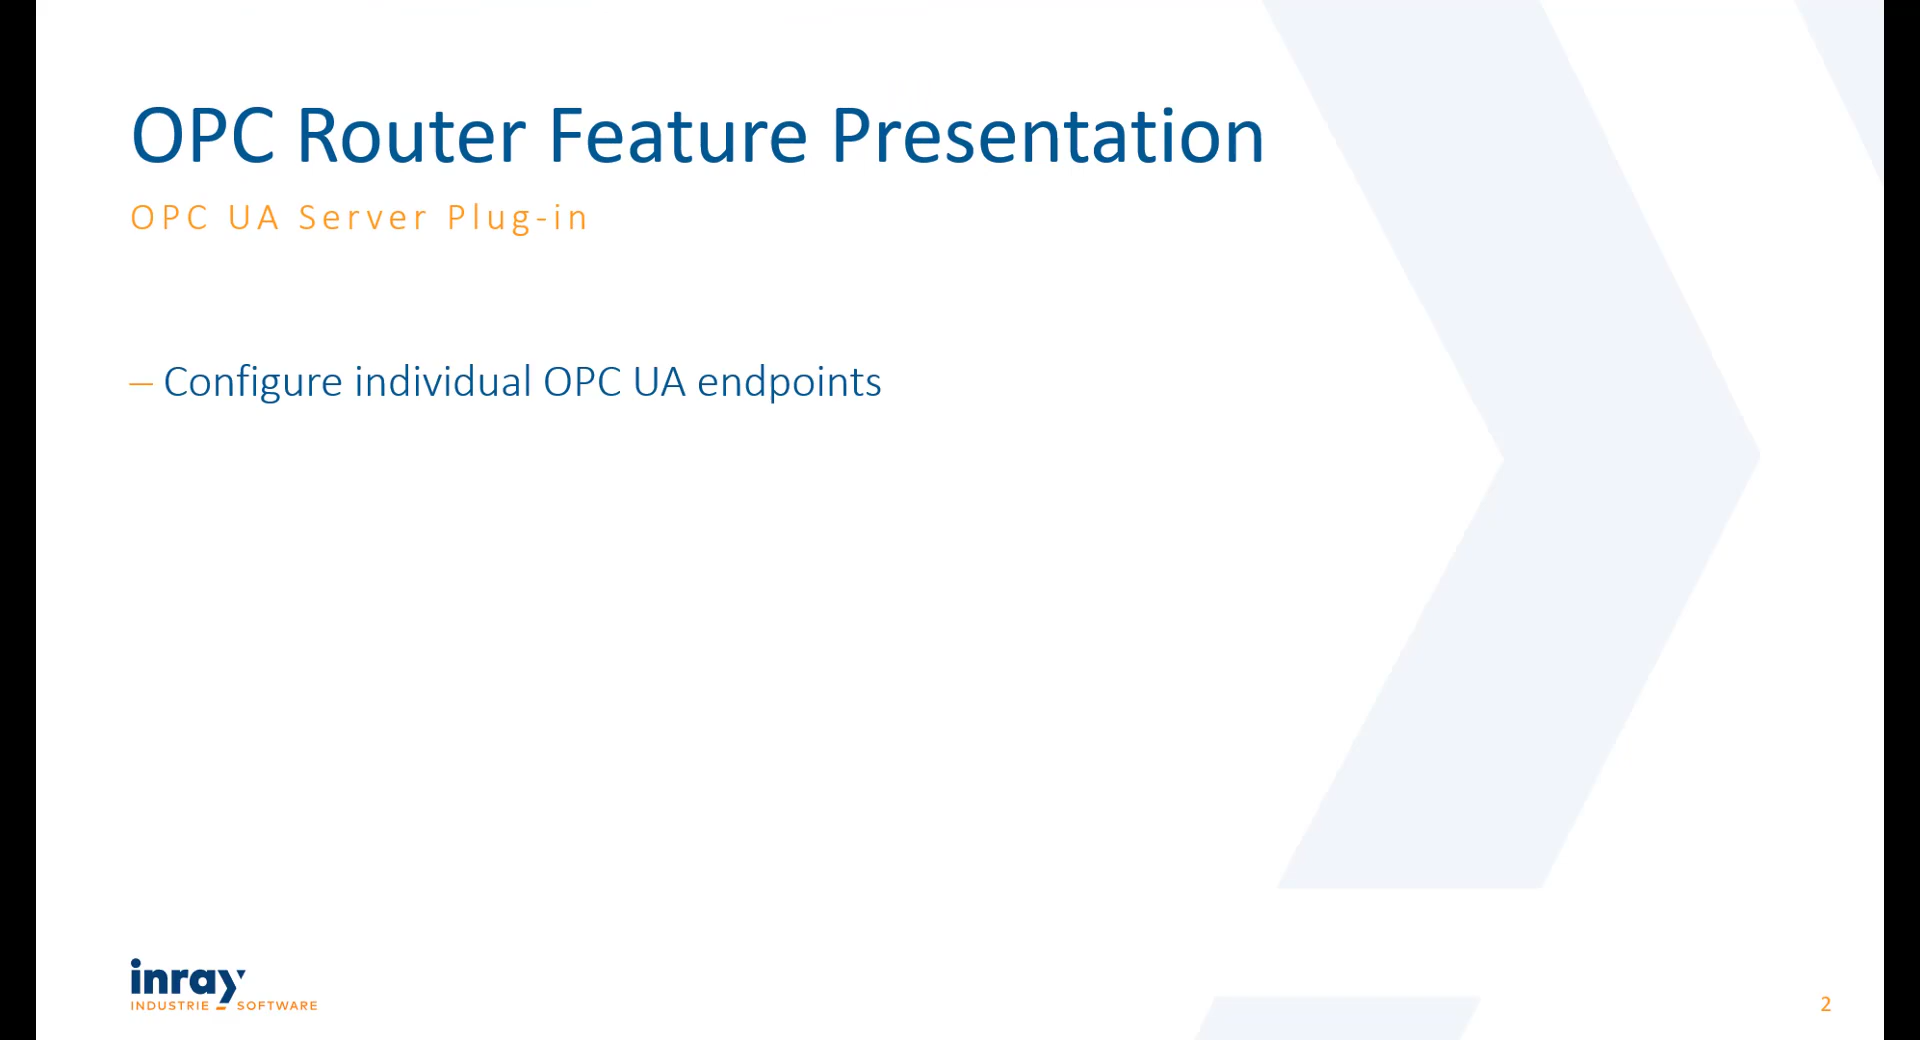 OPC Router Feature Presentation
OPC UA Server Plug-in
– Configure individual OPC UA endpoints
inray
INDUSTRIE SOFTWARE
2